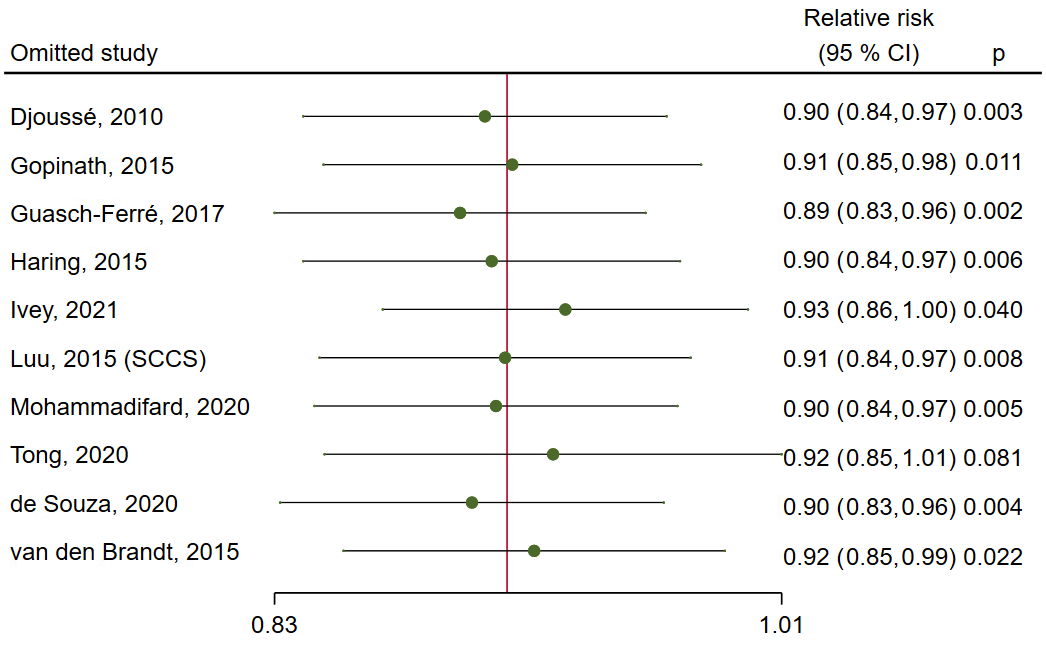 Relative risk
Omitted study (95 % CI) p
Djoussé, 2010 0.90 (0.84,0.97) 0.003
Gopinath, 2015 0.91 (0.85,0.98) 0.011
Guasch-Ferré, 2017 0.89 (0.83,0.96) 0.002
Haring, 2015 0.90 (0.84,0.97) 0.006
Ivey, 2021 0.93 (0.86,1.00) 0.040
Luu, 2015 (SCCS) 0.91 (0.84,0.97) 0.008
Mohammadifard, 2020 0.90 (0.84,0.97) 0.005
Tong, 2020 0.92 (0.85,1.01) 0.081
de Souza, 2020 0.90 (0.83,0.96) 0.004
van den Brandt, 2015 0.92 (0.85,0.99) 0.022
0.83 1.01